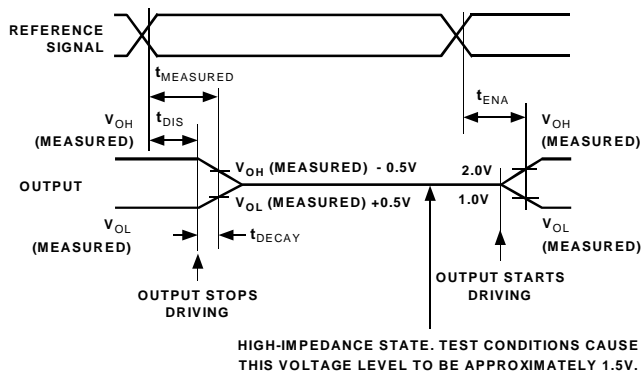 REFERENCE
SIGNAL
tMEASURED
tDIS
tENA
VOH
(MEASURED)
VOH
(MEASURED)
VOH (MEASURED) - 0.5V
2.0V
OUTPUT
VOL (MEASURED) +0.5V
1.0V
VOL
(MEASURED)
VOL
(MEASURED)
tDECAY
OUTPUT STOPS
DRIVING
OUTPUT STARTS
DRIVING
HIGH-IMPEDANCE STATE. TEST CONDITIONS CAUSE
THIS VOLTAGE LEVEL TO BE APPROXIMATELY 1.5V.